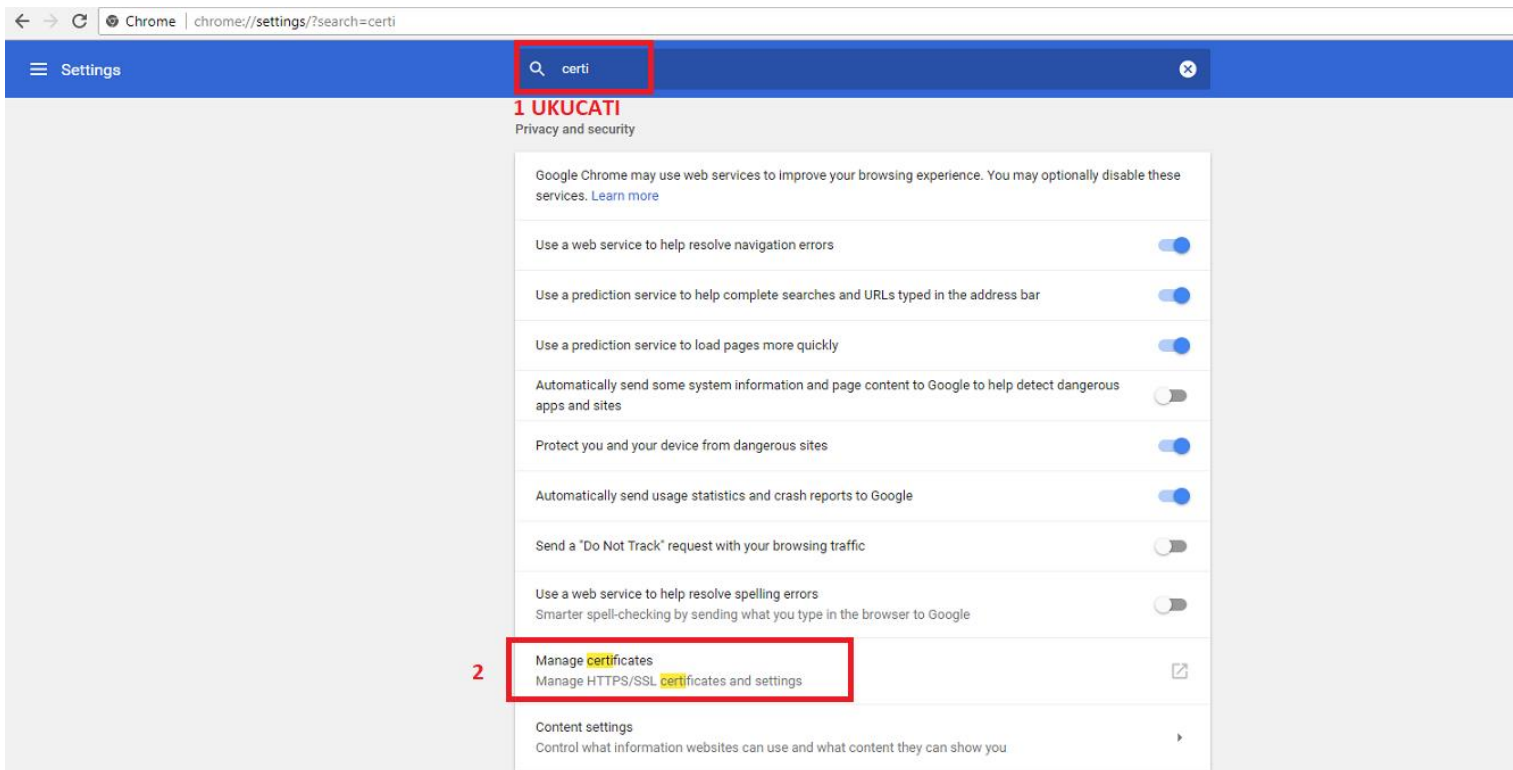 Chrome | chrome://settings/?search=certi
Settings
certi
1 UKUCATI
Privacy and security
Google Chrome may use web services to improve your browsing experience. You may optionally disable these
services. Learn more
Use a web service to help resolve navigation errors
Use a prediction service to help complete searches and URLs typed in the address bar
Use a prediction service to load pages more quickly
Automatically send some system information and page content to Google to help detect dangerous
apps and sites
Protect you and your device from dangerous sites
Automatically send usage statistics and crash reports to Google
Send a "Do Not Track" request with your browsing traffic
Use a web service to help resolve spelling errors
Smarter spell-checking by sending what you type in the browser to Google
2
Manage certificates
Manage HTTPS/SSL certificates and settings
Content settings
Control what information websites can use and what content they can show you